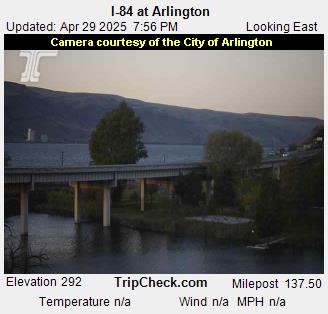 I-84 at Arlington
Updated: Apr 29 2025 7:56 PM Looking East
Camera courtesy of the City of Arlington
Elevation 292 TripCheck.com Milepost 137.50
Temperature n/a Wind n/a MPH n/a